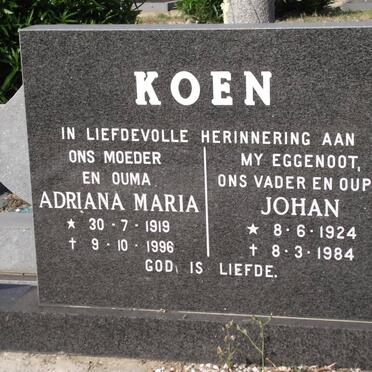 KOEN
IN LIEFDEVOLLE HERINNERING AAN
ONS MOEDER
EN OUMA
ADRIANA MARIA
★ 30 - 7 - 1919
✝ 9 - 10 - 1996
MY EGGENOOT,
ONS VADER EN OUP
JOHAN
★ 8 - 6 - 1924
✝ 8 - 3 - 1984
GOD IS LIEFDE.